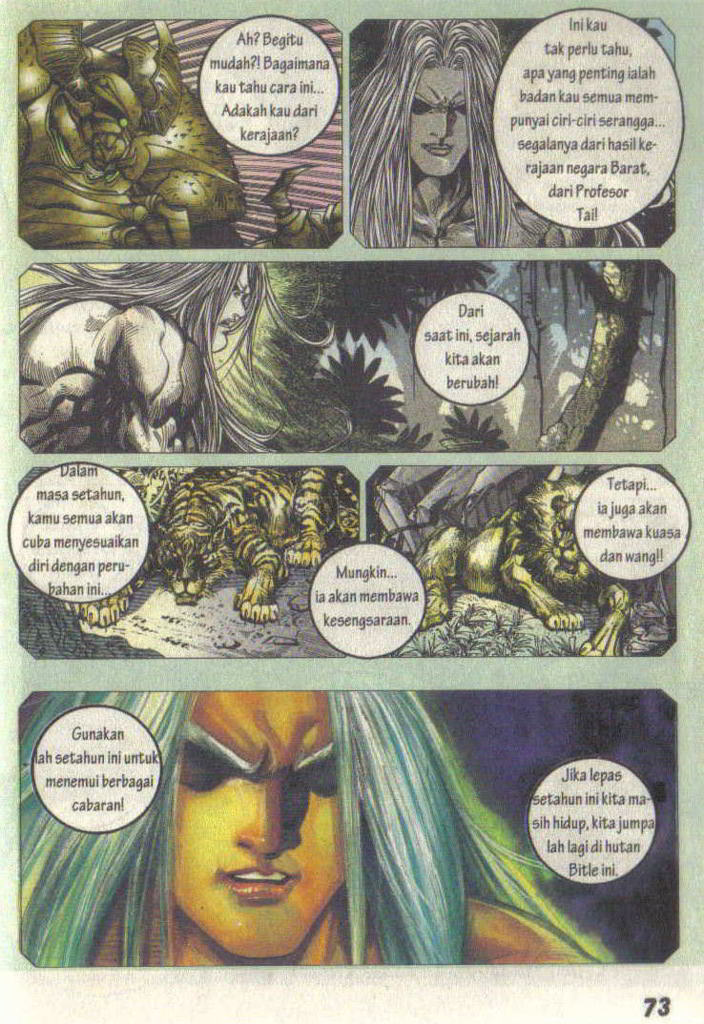 Ah? Begitu
mudah?! Bagaimana
kau tahu cara ini...
Adakah kau dari
kerajaan?
Ini kau
tak perlu tahu,
apa yang penting ialah
badan kau semua mem-
punyai ciri-ciri serangga...
segalanya dari hasil ke-
rajaan negara Barat,
dari Profesor
Tai!
Dari
saat ini, sejarah
kita akan
berubah!
Dalam
masa setahun,
kamu semua akan
cuba menyesuaikan
diri dengan peru-
bahan ini...
Mungkin...
ia akan membawa
kesengsaraan.
Tetapi...
ia juga akan
membawa kuasa
dan wang!!
Gunakan
lah setahun ini untuk
menemui berbagai
cabaran!
Jika lepas
setahun ini kita ma-
sih hidup, kita jumpa
lah lagi di hutan
Bitle ini.
73